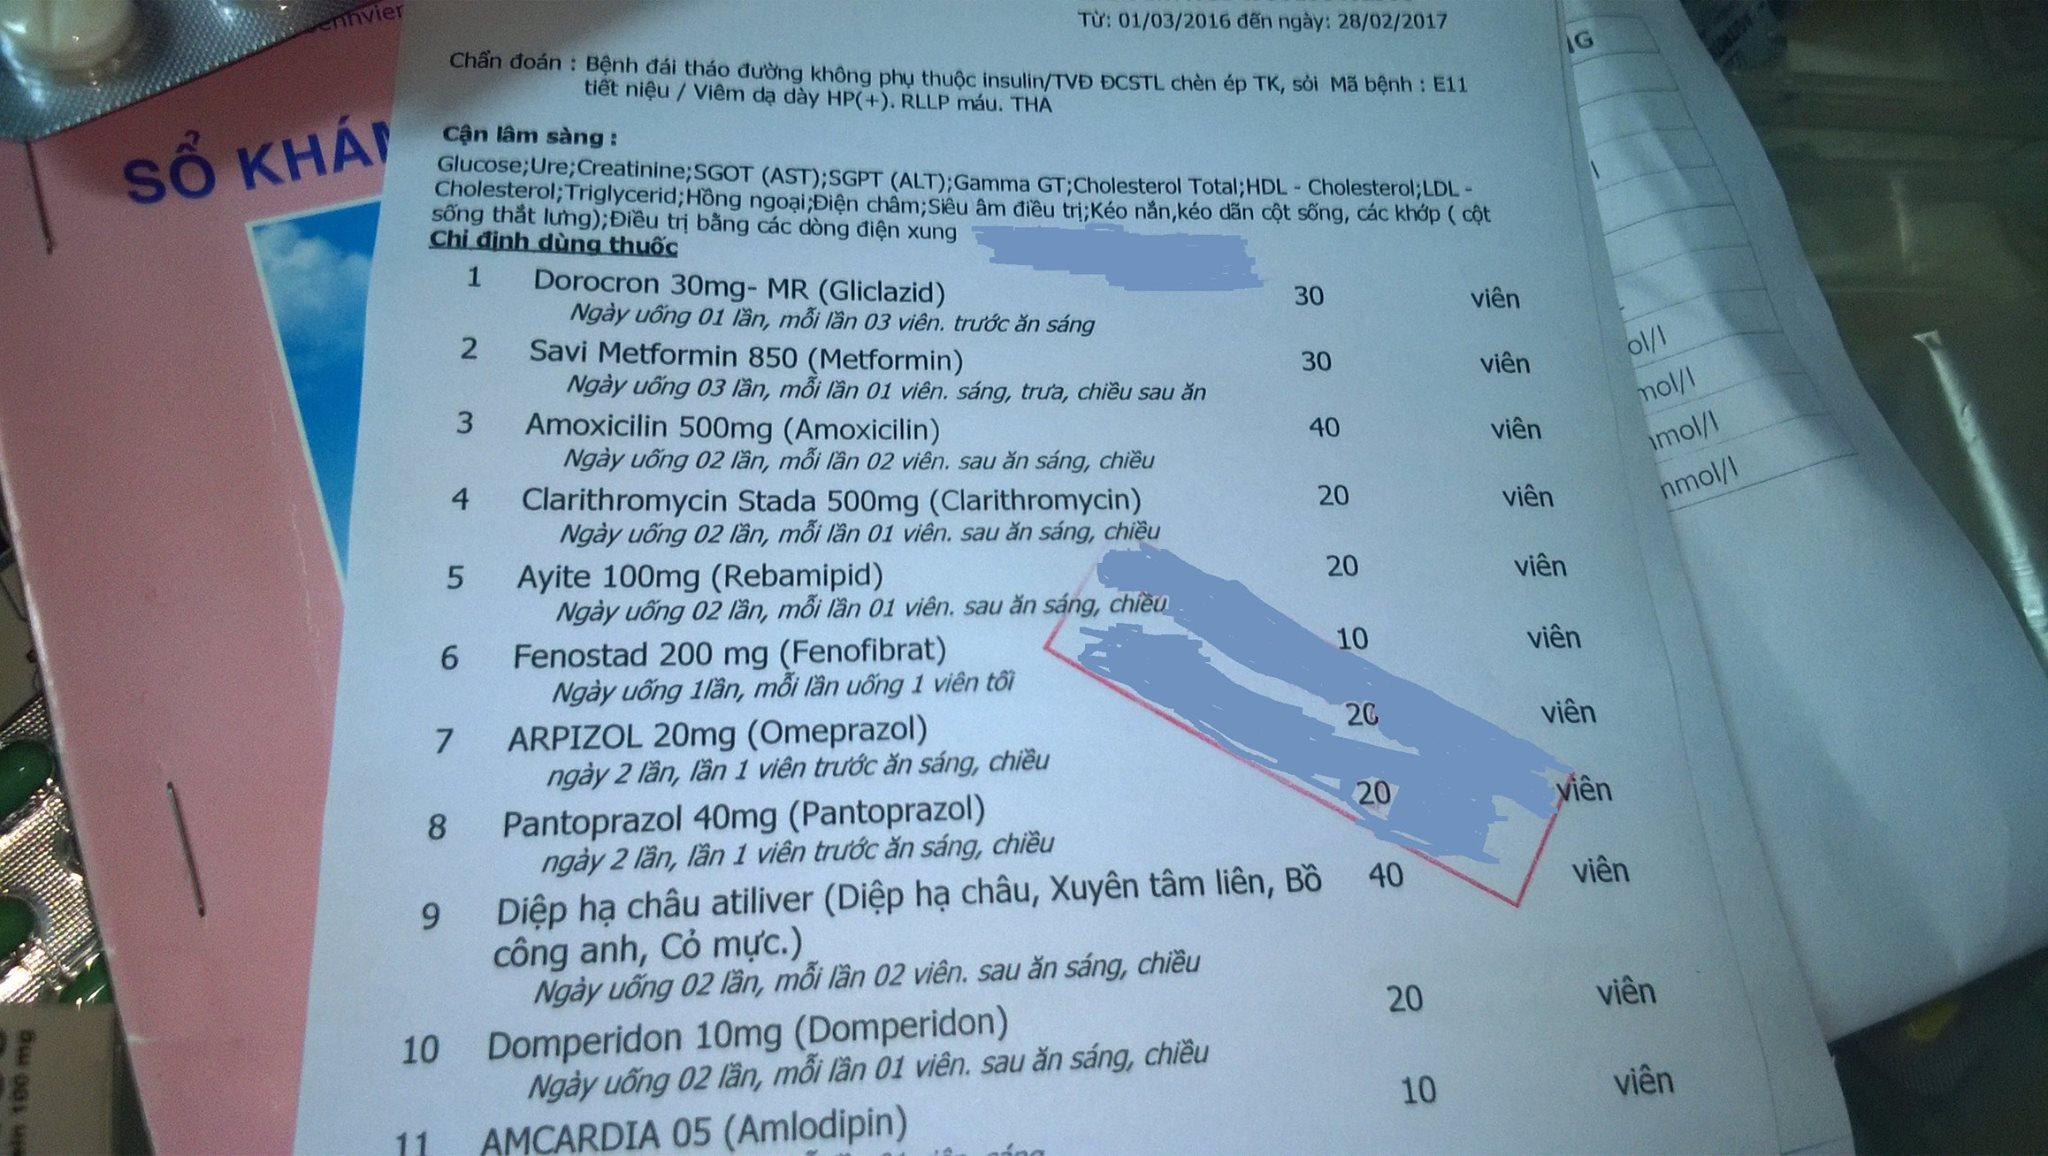 SỔ KHÁM
Từ: 01/03/2016 đến ngày: 28/02/2017
Chẩn đoán : Bệnh đái tháo đường không phụ thuộc insulin/TVĐ ĐCSTL chèn ép TK, sỏi Mã bệnh : E11
tiết niệu / Viêm dạ dày HP(+). RLLP máu. THA
Cận lâm sàng :
Glucose;Ure;Creatinine;SGOT (AST);SGPT (ALT);Gamma GT;Cholesterol Total;HDL - Cholesterol;LDL -
Cholesterol;Triglycerid;Hồng ngoại;Điện châm;Siêu âm điều trị;Kéo nắn,kéo dãn cột sống, các khớp ( cột
sống thắt lưng);Điều trị bằng các dòng điện xung
Chỉ định dùng thuốc
1 Dorocron 30mg- MR (Gliclazid) 30 viên
Ngày uống 01 lần, mỗi lần 03 viên. trước ăn sáng
2 Savi Metformin 850 (Metformin) 30 viên
Ngày uống 03 lần, mỗi lần 01 viên. sáng, trưa, chiều sau ăn
3 Amoxicilin 500mg (Amoxicilin) 40 viên
Ngày uống 02 lần, mỗi lần 02 viên. sau ăn sáng, chiều
4 Clarithromycin Stada 500mg (Clarithromycin) 20 viên
Ngày uống 02 lần, mỗi lần 01 viên. sau ăn sáng, chiều
5 Ayite 100mg (Rebamipid) 20 viên
Ngày uống 02 lần, mỗi lần 01 viên. sau ăn sáng, chiều
6 Fenostad 200 mg (Fenofibrat) 10 viên
Ngày uống 1lần, mỗi lần uống 1 viên tối
7 ARPIZOL 20mg (Omeprazol) 20 viên
ngày 2 lần, lần 1 viên trước ăn sáng, chiều
8 Pantoprazol 40mg (Pantoprazol) 20 viên
ngày 2 lần, lần 1 viên trước ăn sáng, chiều
9 Diệp hạ châu atiliver (Diệp hạ châu, Xuyên tâm liên, Bồ 40 viên
công anh, Cỏ mực.)
Ngày uống 02 lần, mỗi lần 02 viên. sau ăn sáng, chiều
10 Domperidon 10mg (Domperidon) 20 viên
Ngày uống 02 lần, mỗi lần 01 viên. sau ăn sáng, chiều
11 AMCARDIA 05 (Amlodipin) 10 viên
ol/l
mol/l
mol/l
mmol/l
100 mg